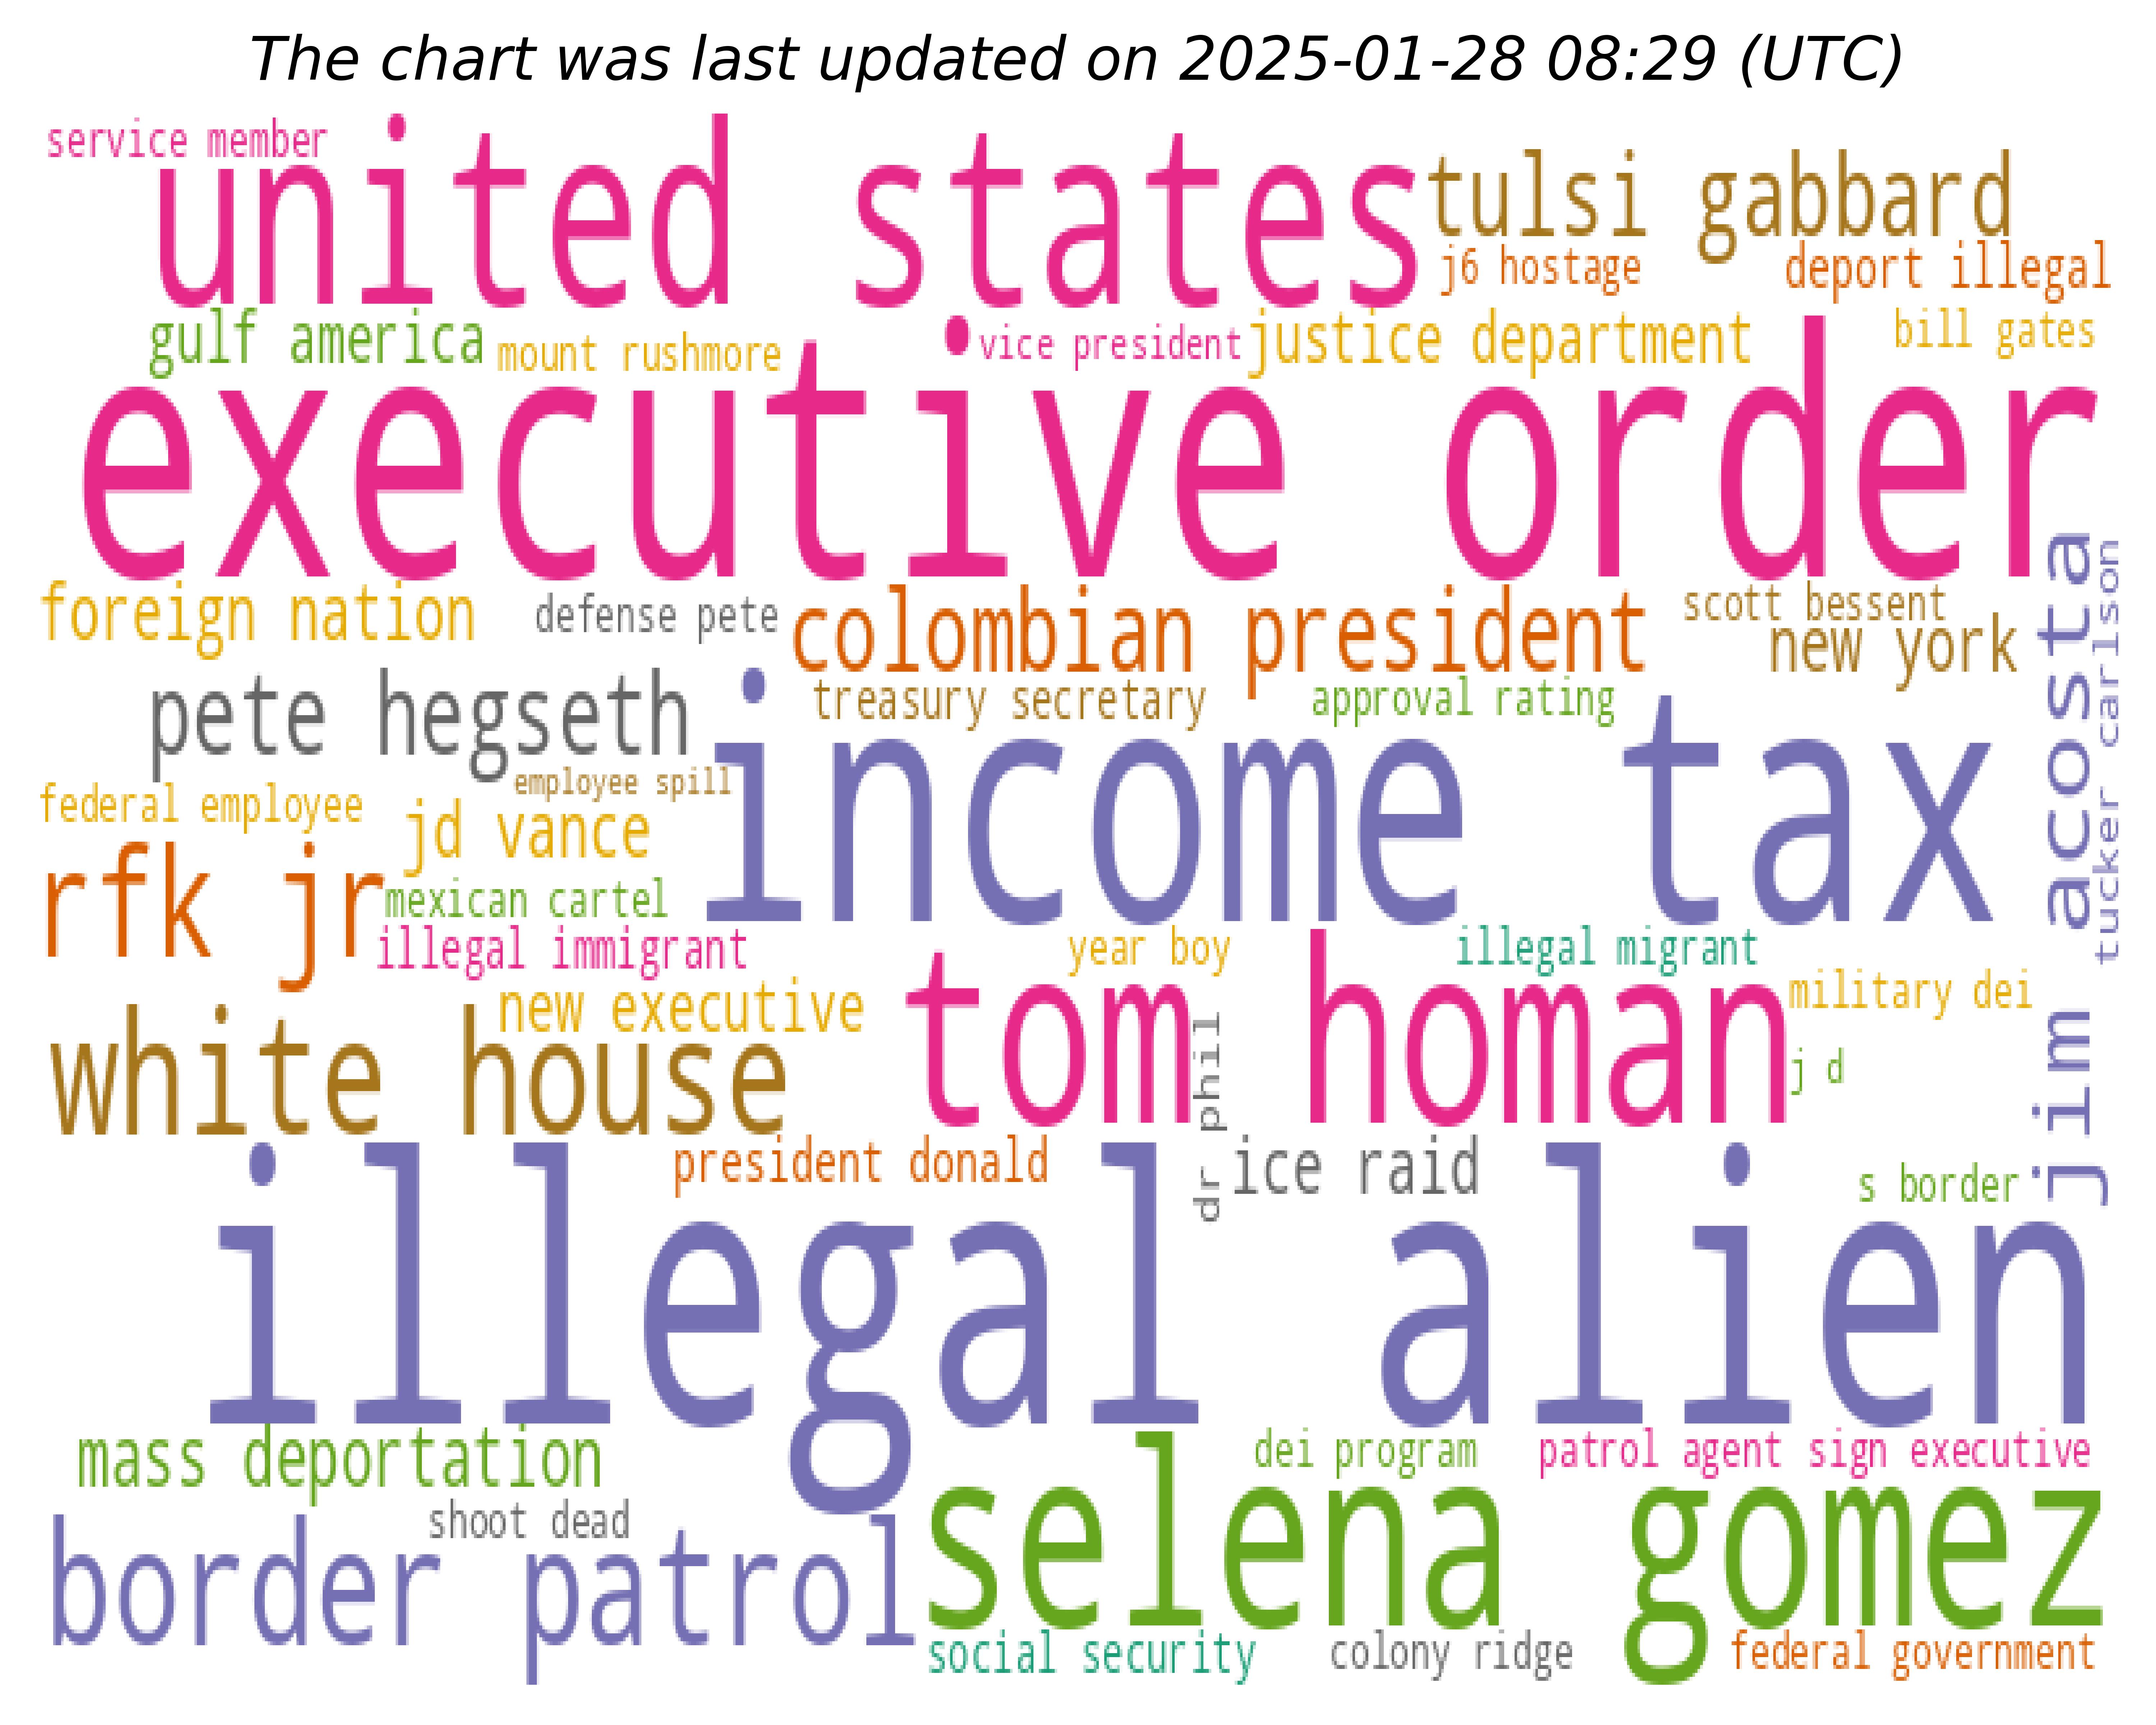 The chart was last updated on 2025-01-28 08:29 (UTC)
service member
united states
tulsi gabbard
j6 hostage
deport illegal
gulf america
mount rushmore
vice president
justice department
bill gates
executive order
foreign nation
defense pete
colombian president
scott bessent
new york
pete hegseth
treasury secretary
approval rating
employee spill
income tax
jim acosta
tucker carlson
federal employee
jd vance
rfk jr
mexican cartel
illegal immigrant
year boy
illegal migrant
new executive
tom homan
military dei
white house
dr phil
j d
president donald
ice raid
s border
illegal alien
mass deportation
dei program
patrol agent
sign executive
shoot dead
border patrol
selena gomez
social security
colony ridge
federal government